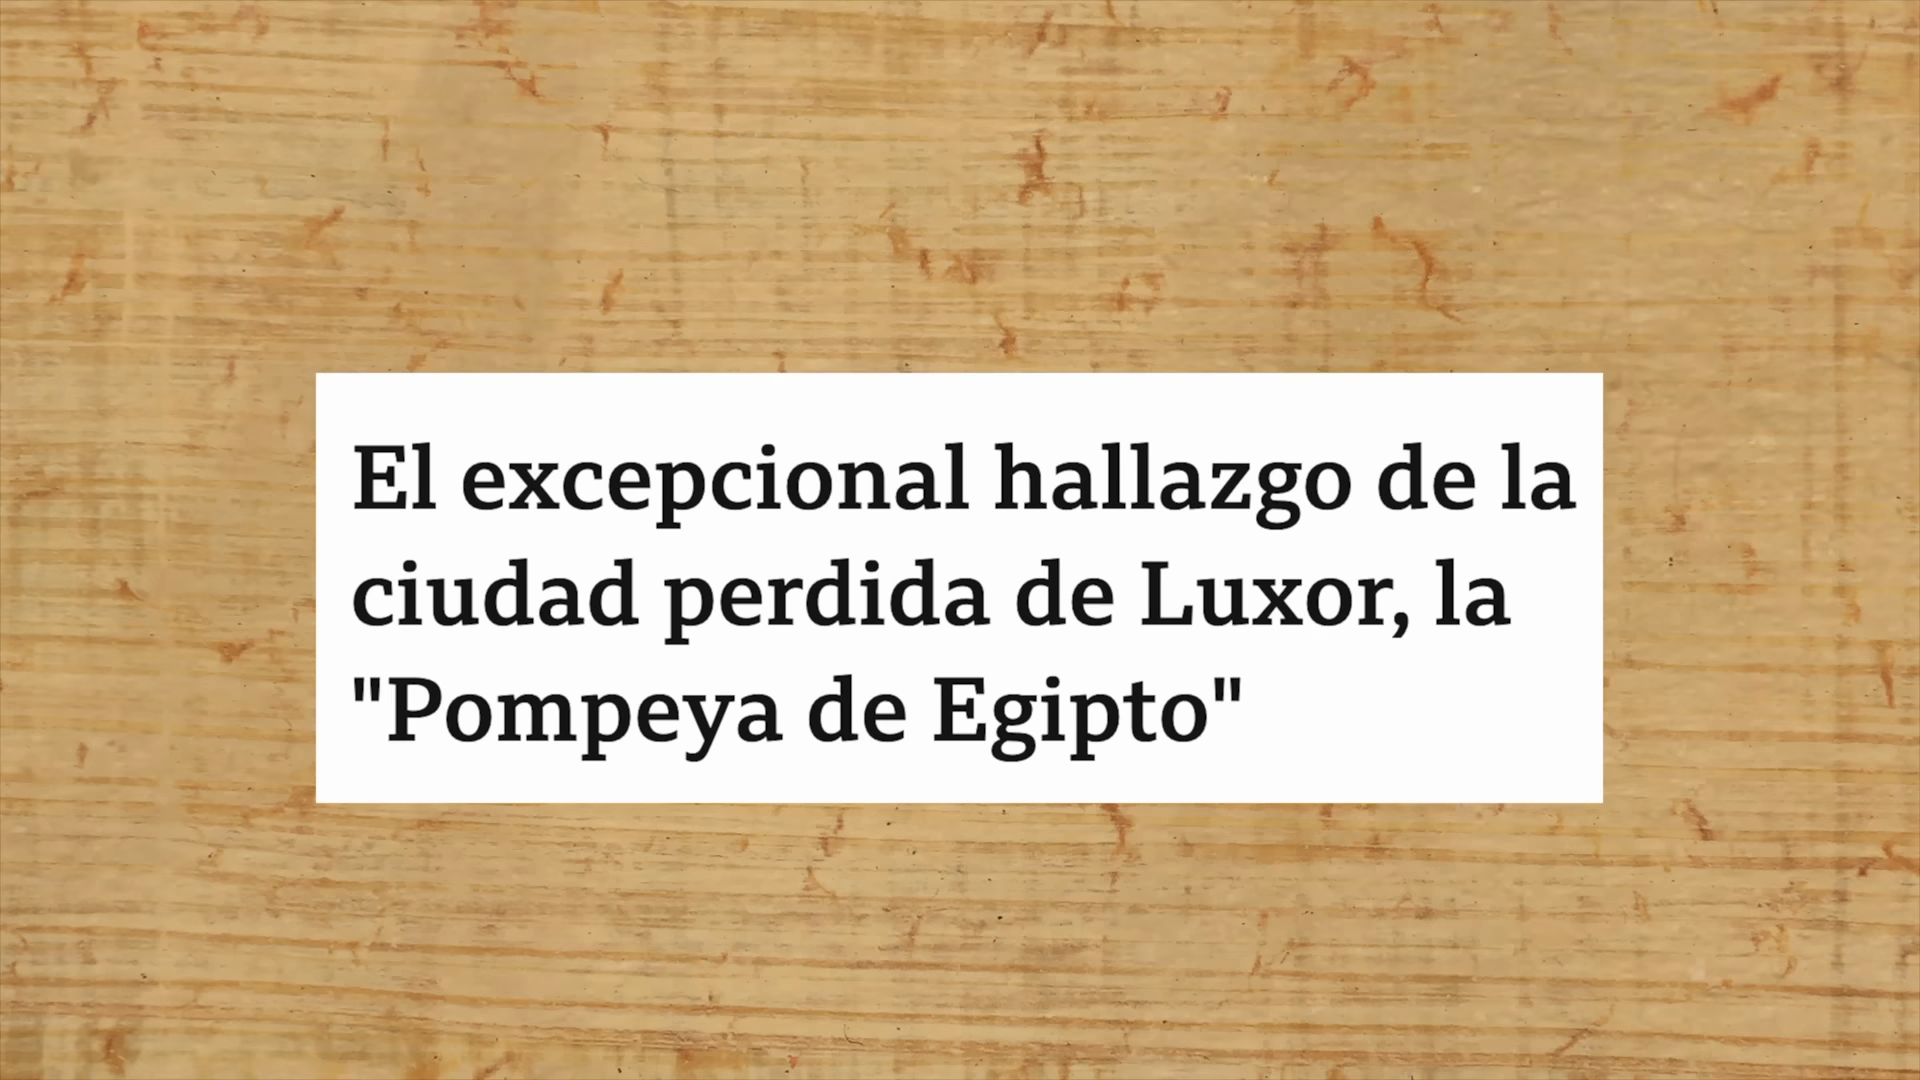 El excepcional hallazgo de la
ciudad perdida de Luxor, la
"Pompeya de Egipto"